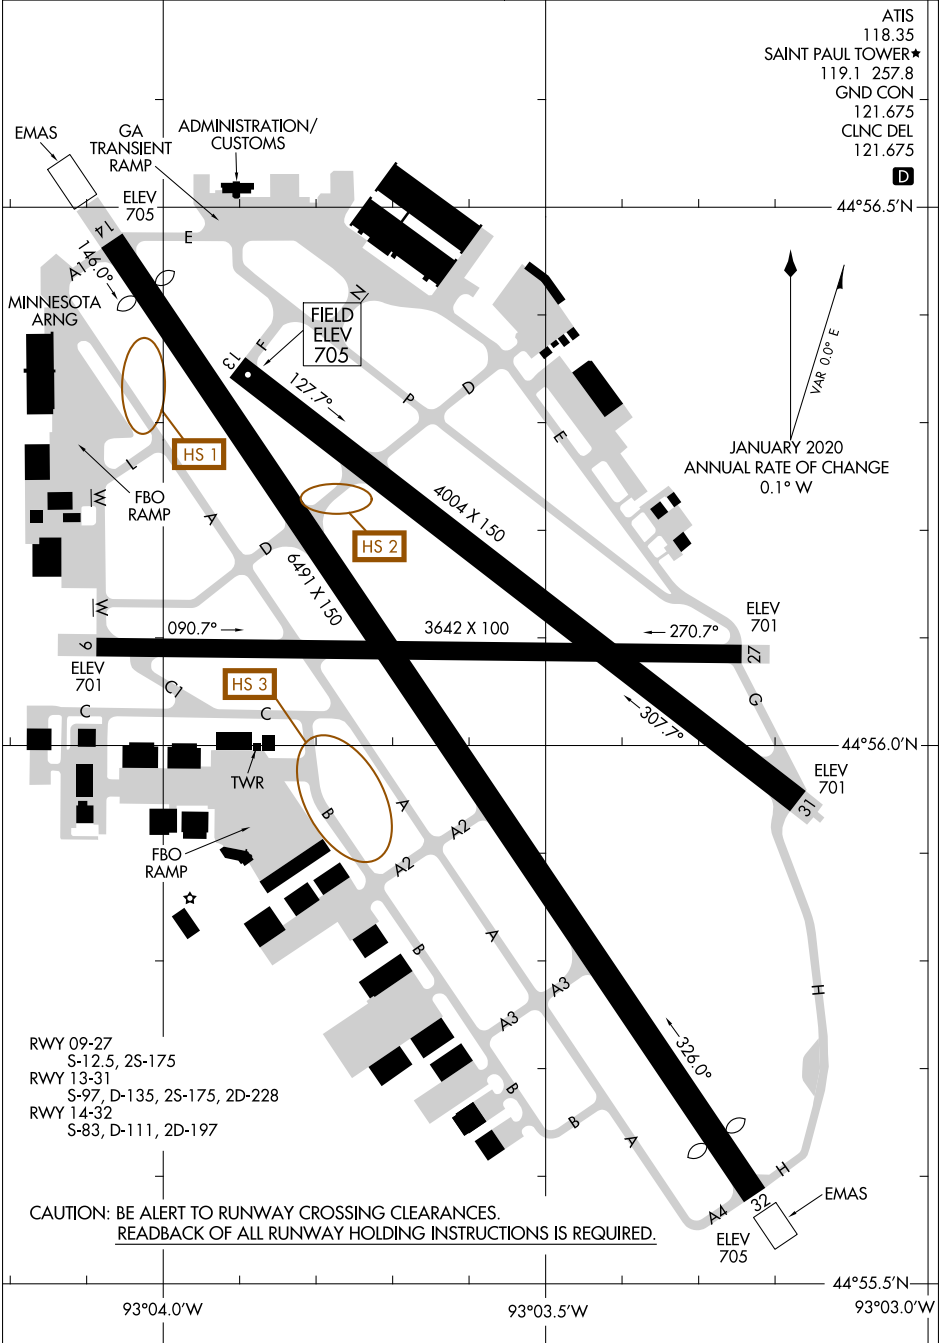 ATIS
118.35
SAINT PAUL TOWER★
119.1 257.8
GND CON
121.675
CLNC DEL
121.675
D
EMAS
GA
TRANSIENT
RAMP
ADMINISTRATION/
CUSTOMS
ELEV
705
44°56.5'N
14
E
146.0°
A1
MINNESOTA
ARNG
N
FIELD
ELEV
705
F
13
127.7°
P
D
E
VAR 0.0° E
JANUARY 2020
ANNUAL RATE OF CHANGE
0.1° W
HS 1
L
W
FBO
RAMP
A
4004 X 150
HS 2
D
6491 X 150
W
ELEV
701
9
090.7°
3642 X 100
270.7°
27
ELEV
701
HS 3
C1
C
C
G
307.7°
44°56.0'N
ELEV
701
31
TWR
A
B
A2
A2
FBO
RAMP
B
A
A3
A3
H
RWY 09-27
S-12.5, 2S-175
RWY 13-31
S-97, D-135, 2S-175, 2D-228
RWY 14-32
S-83, D-111, 2D-197
326.0°
B
B
A
H
A4
32
EMAS
ELEV
705
CAUTION: BE ALERT TO RUNWAY CROSSING CLEARANCES.
READBACK OF ALL RUNWAY HOLDING INSTRUCTIONS IS REQUIRED.
44°55.5'N
93°04.0'W
93°03.5'W
93°03.0'W